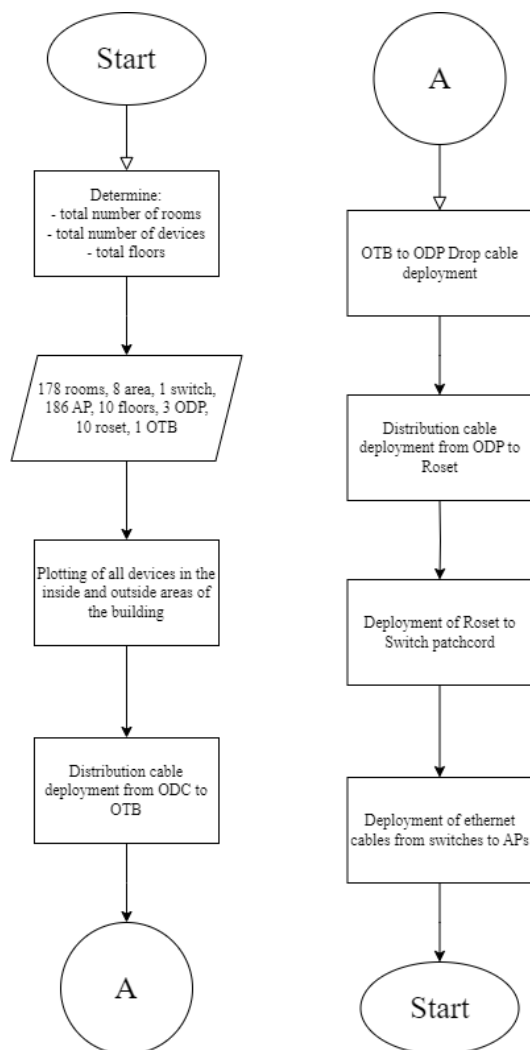 Start
Determine:
- total number of rooms
- total number of devices
- total floors
178 rooms, 8 area, 1 switch,
186 AP, 10 floors, 3 ODP,
10 roset, 1 OTB
Plotting of all devices in the
inside and outside areas of
the building
Distribution cable
deployment from ODC to
OTB
A
A
OTB to ODP Drop cable
deployment
Distribution cable
deployment from ODP to
Roset
Deployment of Roset to
Switch patchcord
Deployment of ethernet
cables from switches to APs
Start